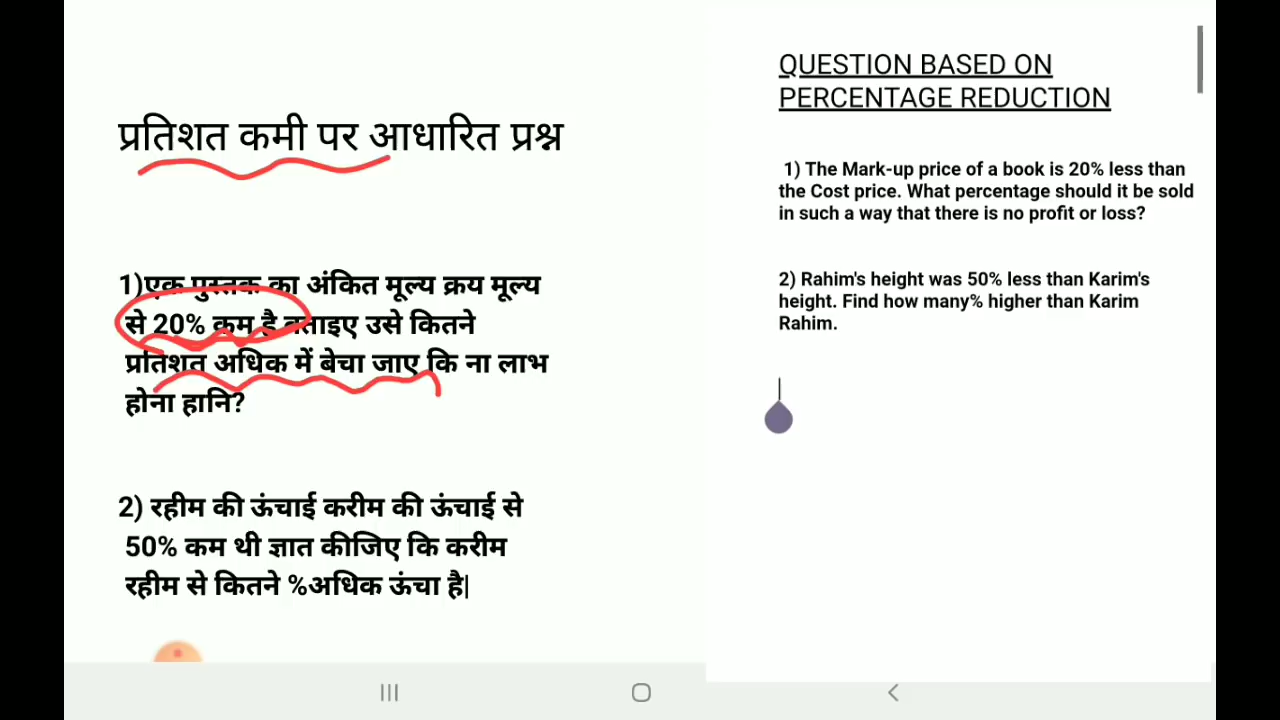 प्रतिशत कमी पर आधारित प्रश्न
1)एक पुस्तक का अंकित मूल्य क्रय मूल्य
से 20% कम है बताइए उसे कितने
प्रतिशत अधिक में बेचा जाए कि ना लाभ
होना हानि?
2) रहीम की ऊंचाई करीम की ऊंचाई से
50% कम थी ज्ञात कीजिए कि करीम
रहीम से कितने %अधिक ऊंचा है|
QUESTION BASED ON
PERCENTAGE REDUCTION
1) The Mark-up price of a book is 20% less than
the Cost price. What percentage should it be sold
in such a way that there is no profit or loss?
2) Rahim's height was 50% less than Karim's
height. Find how many% higher than Karim
Rahim.